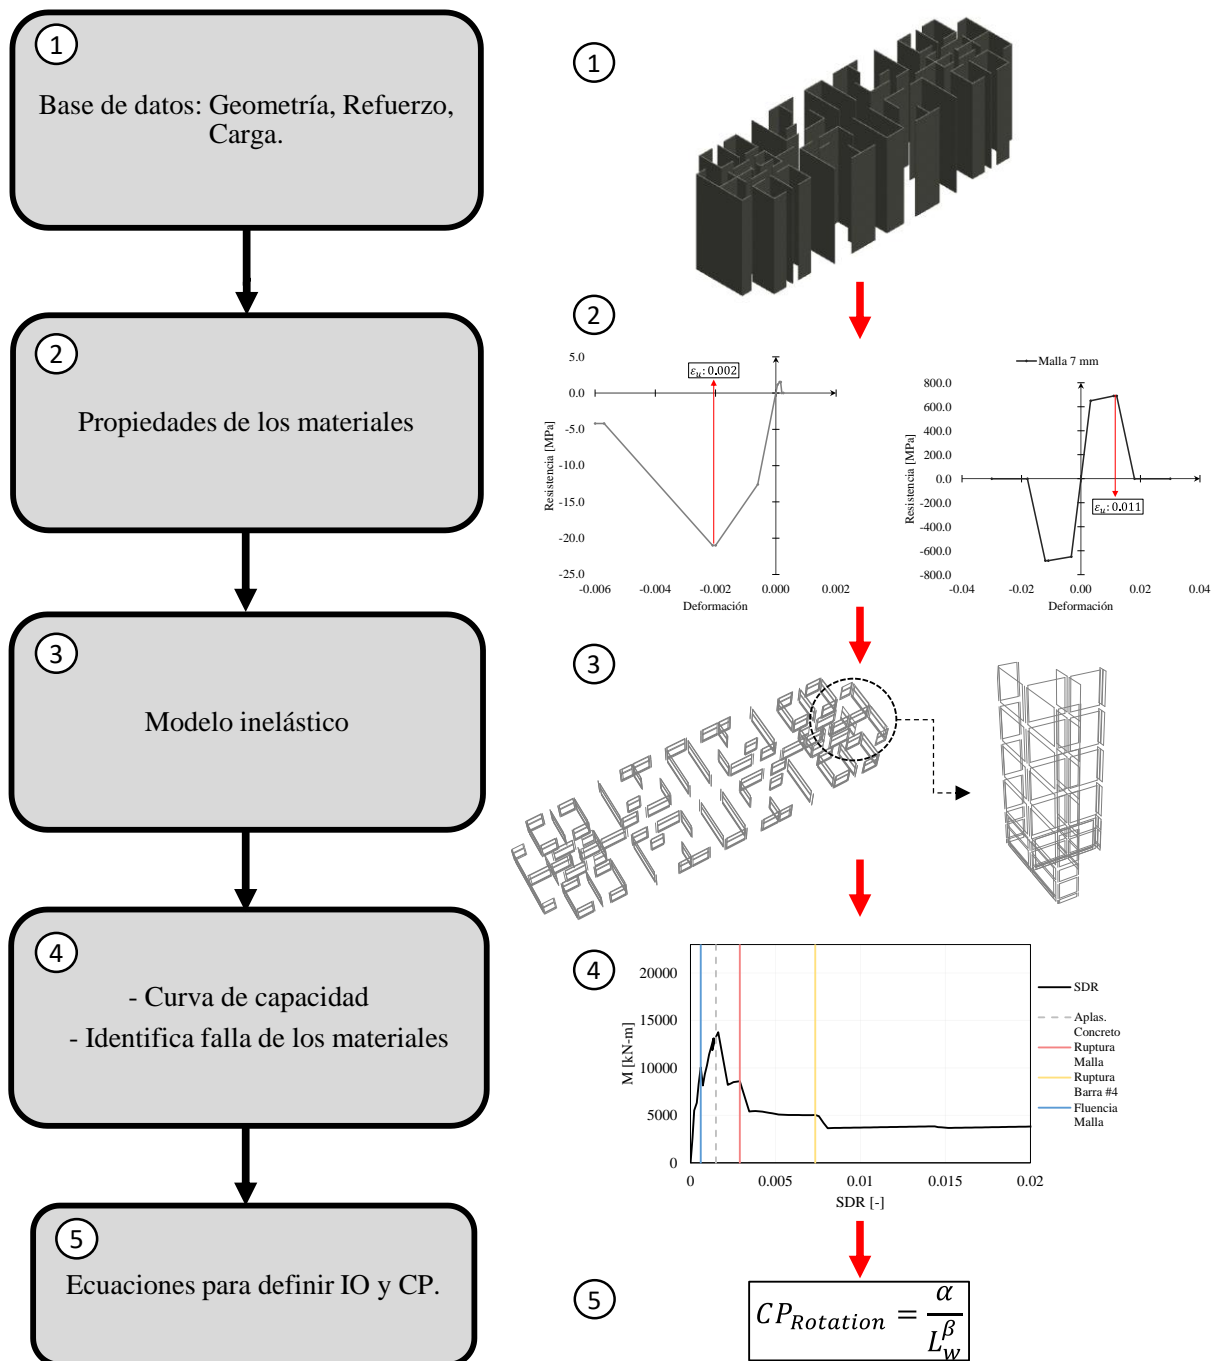 1
Base de datos: Geometría, Refuerzo,
Carga.
2
Propiedades de los materiales
3
Modelo inelástico
4
- Curva de capacidad
- Identifica falla de los materiales
5
Ecuaciones para definir IO y CP.
1
2
5.0
0.0
-5.0
-10.0
-15.0
-20.0
-25.0
Resistencia [MPa]
ε_u: 0.002
-0.006
-0.004
-0.002
0.000
0.002
Deformación
Malla 7 mm
800.0
600.0
400.0
200.0
0.0
-200.0
-400.0
-600.0
-800.0
Resistencia [MPa]
ε_u: 0.011
-0.04
-0.02
0.00
0.02
0.04
Deformación
3
4
20000
15000
10000
5000
0
M [kN-m]
0
0.005
0.01
0.015
0.02
SDR [-]
SDR
Aplas.
Concreto
Ruptura
Malla
Ruptura
Barra #4
Fluencia
Malla
5
CP_Rotation = α / L_w^β